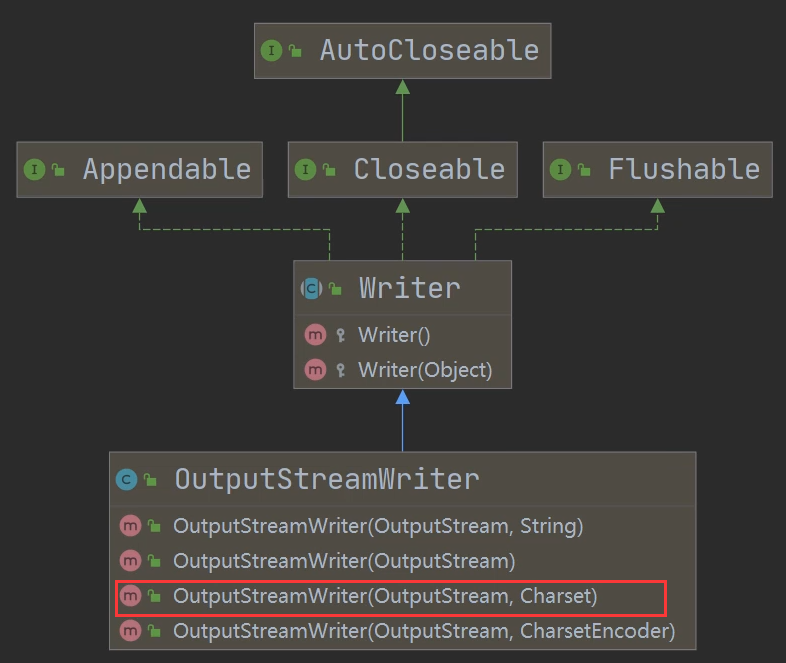 AutoCloseable
Appendable
Closeable
Flushable
Writer
Writer()
Writer(Object)
OutputStreamWriter
OutputStreamWriter(OutputStream, String)
OutputStreamWriter(OutputStream)
OutputStreamWriter(OutputStream, Charset)
OutputStreamWriter(OutputStream, CharsetEncoder)